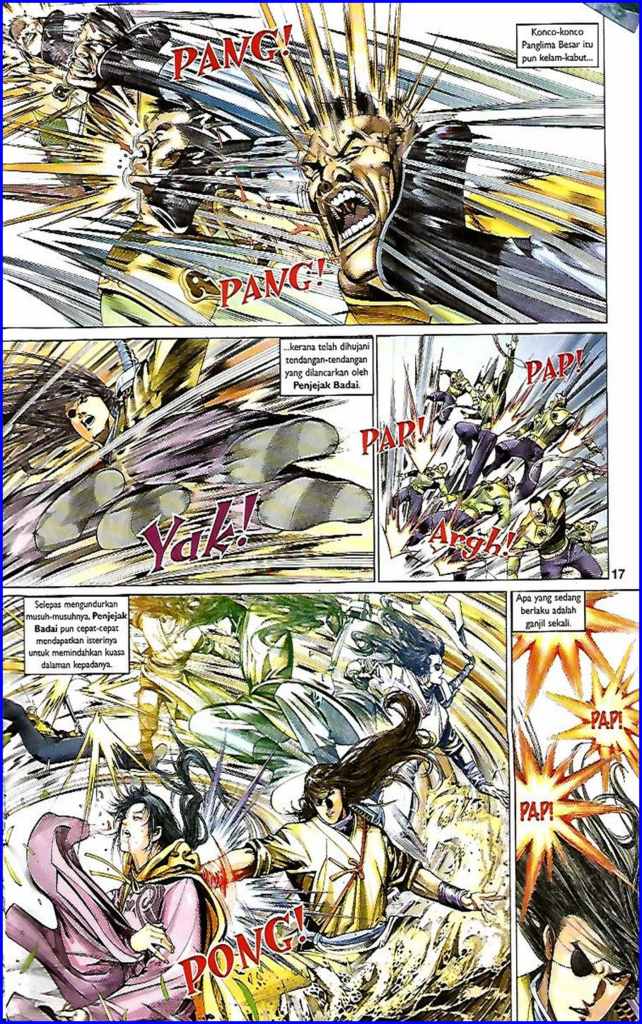 PANG!
Konco-konco
Panglima Besar itu
pun kelam-kabut...
PANG!
...kerana telah dihujani
tendangan-tendangan
yang dilancarkan oleh
Penjejak Badai.
Yak!
PAP!
PAP!
Argh!
17
Selepas mengundurkan
musuh-musuhnya, Penjejak
Badai pun cepat-cepat
mendapatkan isterinya
untuk memindahkan kuasa
dalaman kepadanya.
PONG!
Apa yang sedang
berlaku adalah
ganjil sekali.
PAP!
PAP!